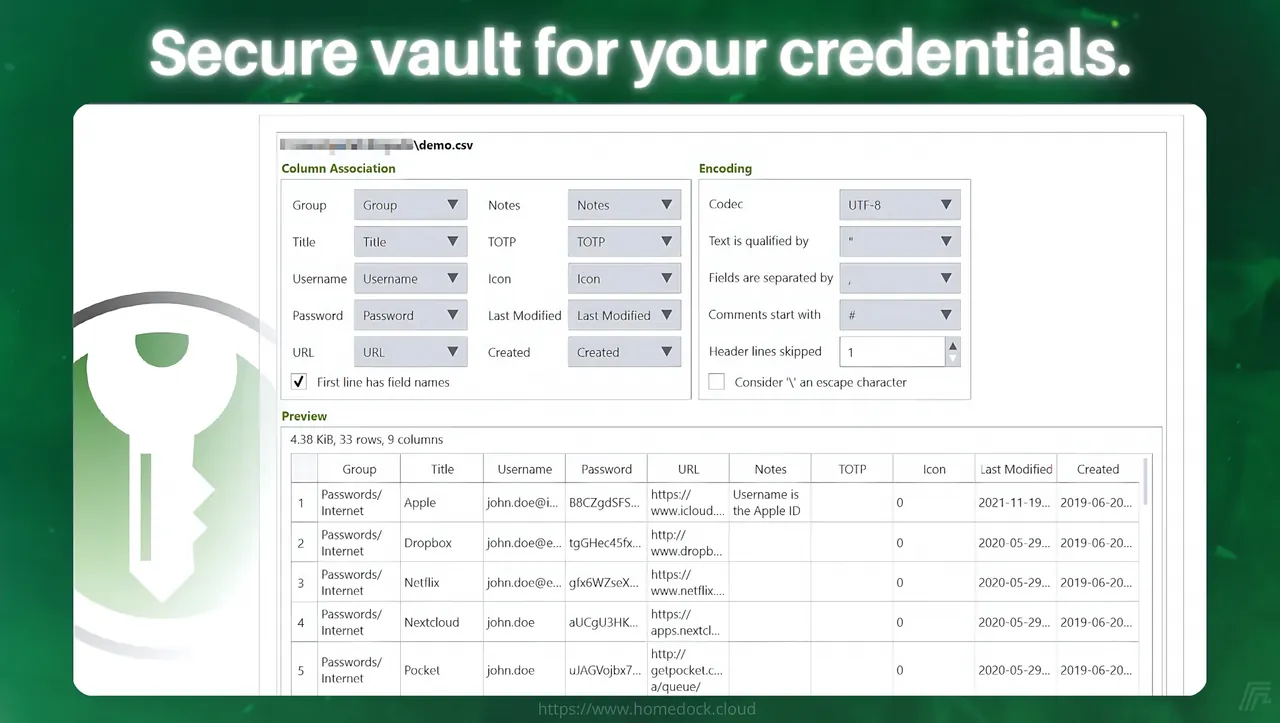 Secure vault for your credentials.
\demo.csv
Column Association
Group Group Notes Notes
Title Title TOTP TOTP
Username Username Icon Icon
Password Password Last Modified Last Modified
URL URL Created Created
First line has field names
Encoding
Codec UTF-8
Text is qualified by "
Fields are separated by ,
Comments start with #
Header lines skipped 1
Consider '\' an escape character
Preview
4.38 KiB, 33 rows, 9 columns
Group Title Username Password URL Notes TOTP Icon Last Modified Created
1 Passwords/ Internet Apple john.doe@i... B8CZgdSFS... https:// www.icloud.... Username is the Apple ID 0 2021-11-19... 2019-06-20...
2 Passwords/ Internet Dropbox john.doe@e... tgGHec45fx... http:// www.dropb... 0 2020-05-29... 2019-06-20...
3 Passwords/ Internet Netflix john.doe@e... gfx6WZseX... https:// www.netflix.... 0 2020-05-29... 2019-06-20...
4 Passwords/ Internet Nextcloud john.doe aUCgU3HK... https:// apps.nextcl... 0 2020-05-29... 2019-06-20...
5 Passwords/ Internet Pocket john.doe uJAGVojbx7... http:// getpocket.c... a/queue/ 0 2020-05-29... 2019-06-20...
https://www.homedock.cloud